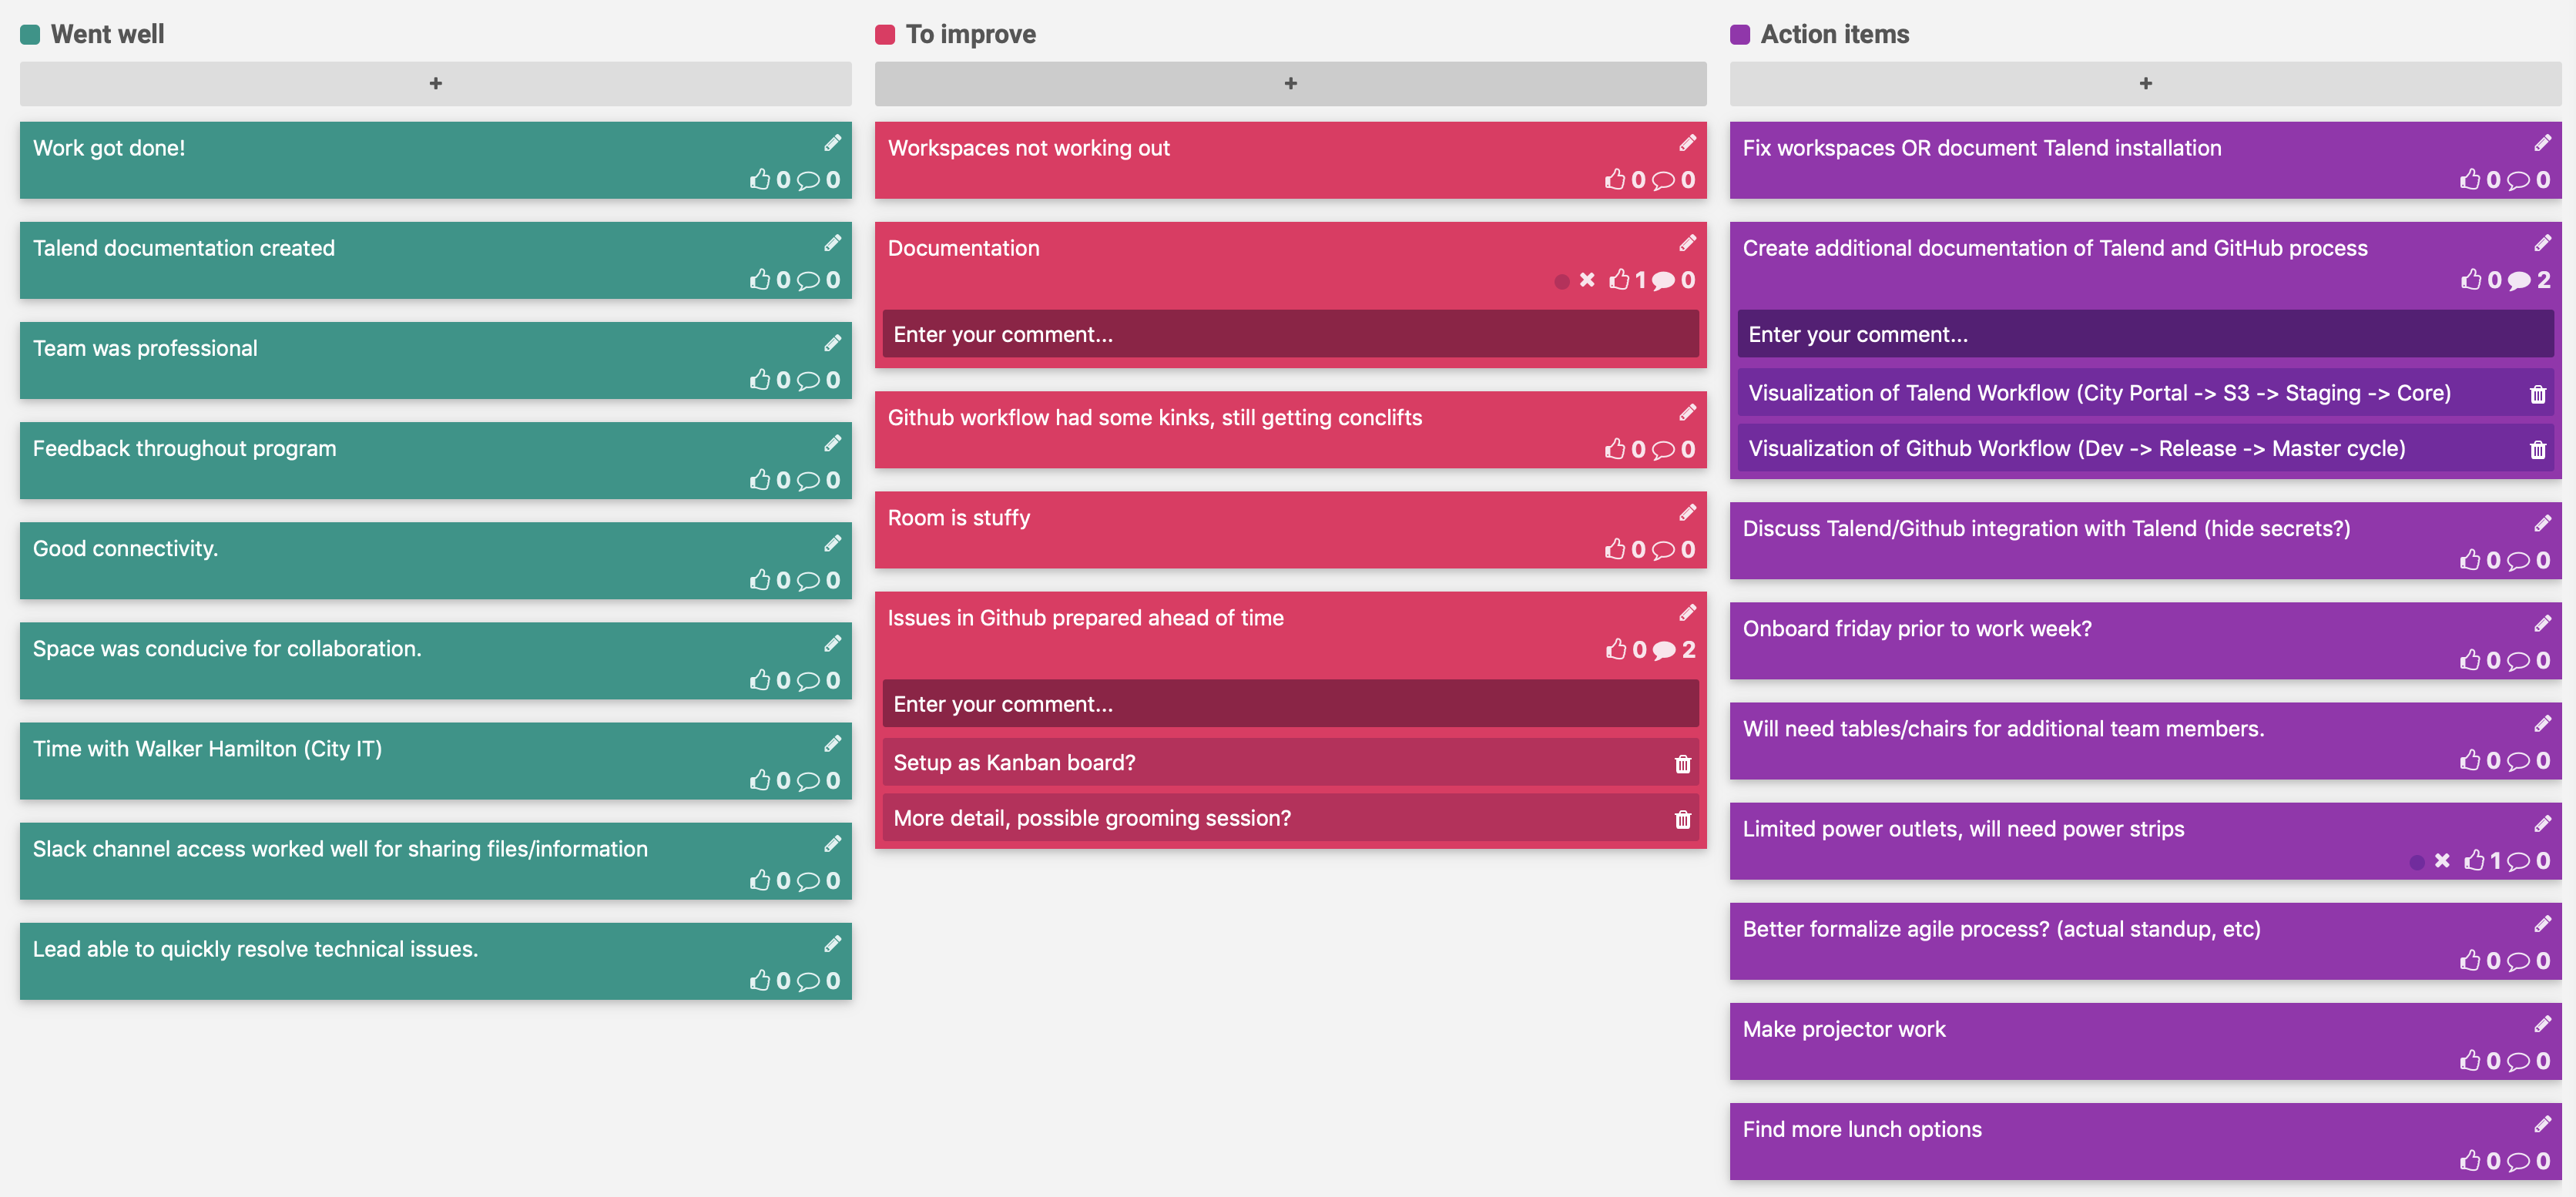 Went well
+
Work got done!
0 0
Talend documentation created
0 0
Team was professional
0 0
Feedback throughout program
0 0
Good connectivity.
0 0
Space was conducive for collaboration.
0 0
Time with Walker Hamilton (City IT)
0 0
Slack channel access worked well for sharing files/information
0 0
Lead able to quickly resolve technical issues.
0 0
To improve
+
Workspaces not working out
0 0
Documentation
1 0
Enter your comment...
Github workflow had some kinks, still getting conclifts
0 0
Room is stuffy
0 0
Issues in Github prepared ahead of time
0 2
Enter your comment...
Setup as Kanban board?
More detail, possible grooming session?
Action items
+
Fix workspaces OR document Talend installation
0 0
Create additional documentation of Talend and GitHub process
0 2
Enter your comment...
Visualization of Talend Workflow (City Portal -> S3 -> Staging -> Core)
Visualization of Github Workflow (Dev -> Release -> Master cycle)
Discuss Talend/Github integration with Talend (hide secrets?)
0 0
Onboard friday prior to work week?
0 0
Will need tables/chairs for additional team members.
0 0
Limited power outlets, will need power strips
1 0
Better formalize agile process? (actual standup, etc)
0 0
Make projector work
0 0
Find more lunch options
0 0